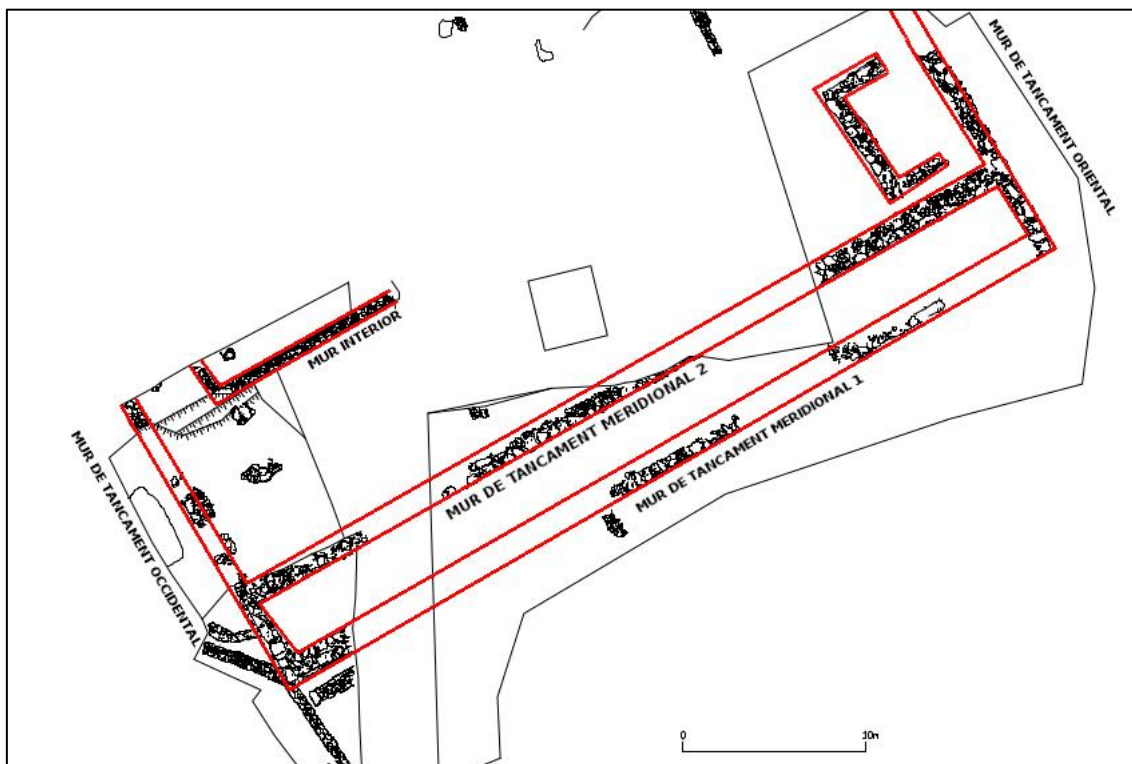 MUR DE TANCAMENT ORIENTAL
MUR INTERIOR
MUR DE TANCAMENT MERIDIONAL 2
MUR DE TANCAMENT MERIDIONAL 1
MUR DE TANCAMENT OCCIDENTAL
0 10m